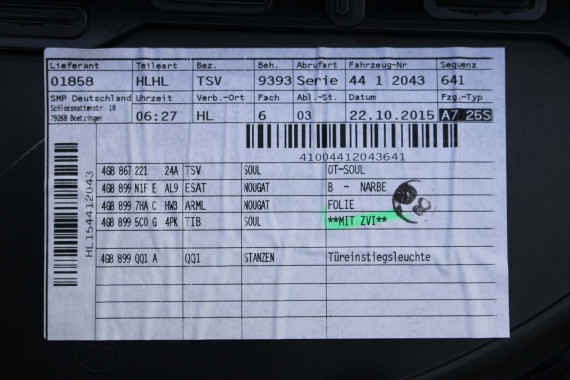 Lieferant Teileart Bez. Beh. Abrufart Fahrzeug-Nr Sequenz
01858 HLHL TSV 9393 Serie 44 1 2043 641
SMP Deutschland Uhrzeit Verb.-Ort Fach Abl.-St. Datum Fzg.-Typ
Schlossmattenstr. 18
79268 Boetzingen 06:27 HL 6 03 22.10.2015 A7 25S
41004412043641
HL154412043
4G8 867 221 24A TSV SOUL OT-SOUL
4G8 899 N1F E AL9 ESAT NOUGAT B - NARBE
4G8 899 7HA C HW3 ARML NOUGAT FOLIE
4G8 899 5C0 G 4PK TIB SOUL **MIT ZVI**
4G8 899 QQ1 A QQ1 STANZEN Türeinstiegsleuchte